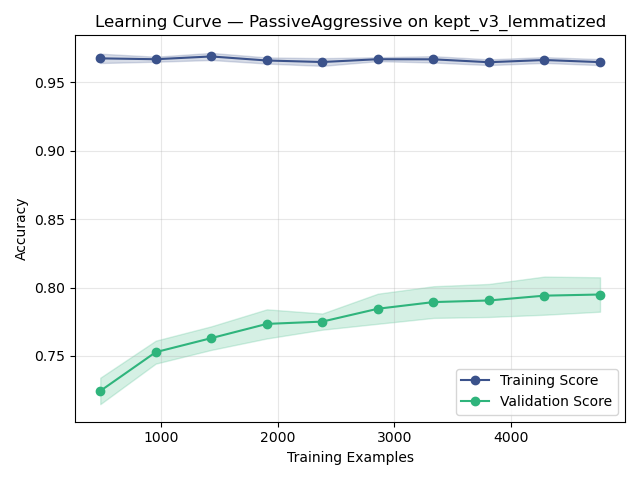 Learning Curve — PassiveAggressive on kept_v3_lemmatized
Accuracy
0.95
0.90
0.85
0.80
0.75
1000
2000
3000
4000
Training Examples
Training Score
Validation Score